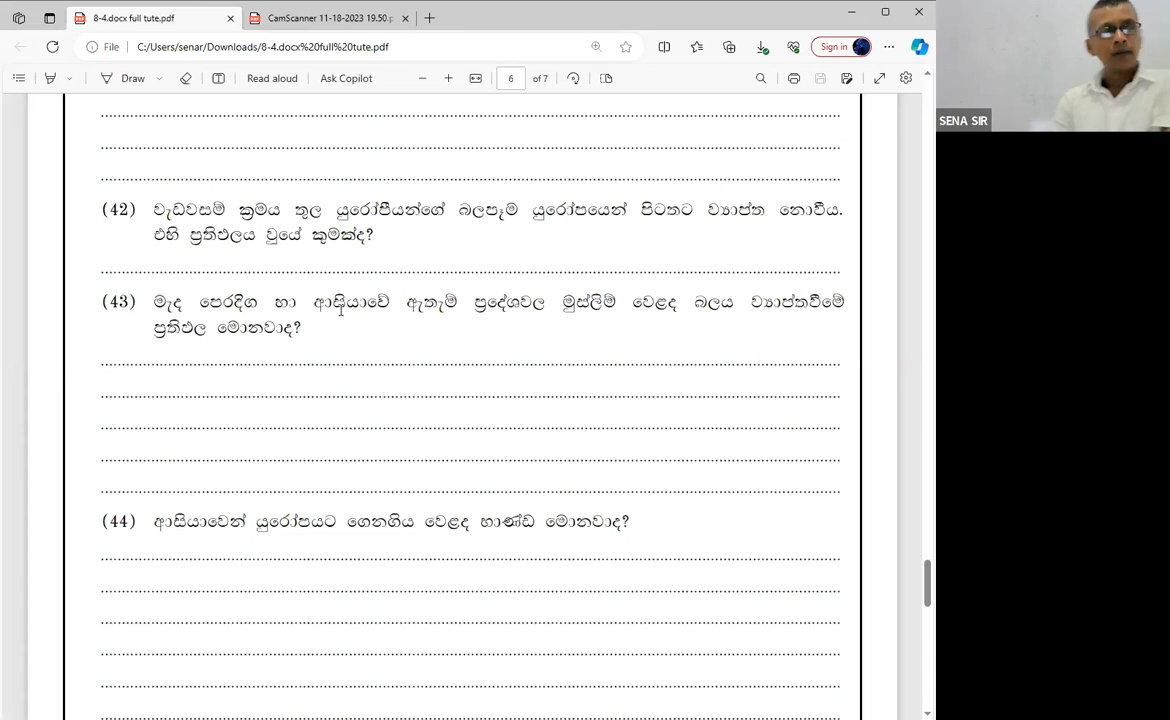 8-4.docx full tute.pdf
CamScanner 11-18-2023 19.50.p
File
C:/Users/senar/Downloads/8-4.docx%20full%20tute.pdf
Sign in
Draw
Read aloud
Ask Copilot
6
of 7
SENA SIR
(42) වැඩවසම් ක්‍රමය තුල යුරෝපීයන්ගේ බලපෑම යුරෝපයෙන් පිටතට ව්‍යාප්ත නොවීය.
එහි ප්‍රතිඵලය වූයේ කුමක්ද?
(43) මැද පෙරදිග හා ආසියාවේ ඇතැම් ප්‍රදේශවල මුස්ලිම් වෙළද බලය ව්‍යාප්තවීමේ
ප්‍රතිඵල මොනවාද?
(44) ආසියාවෙන් යුරෝපයට ගෙනගිය වෙළද භාණ්ඩ මොනවාද?